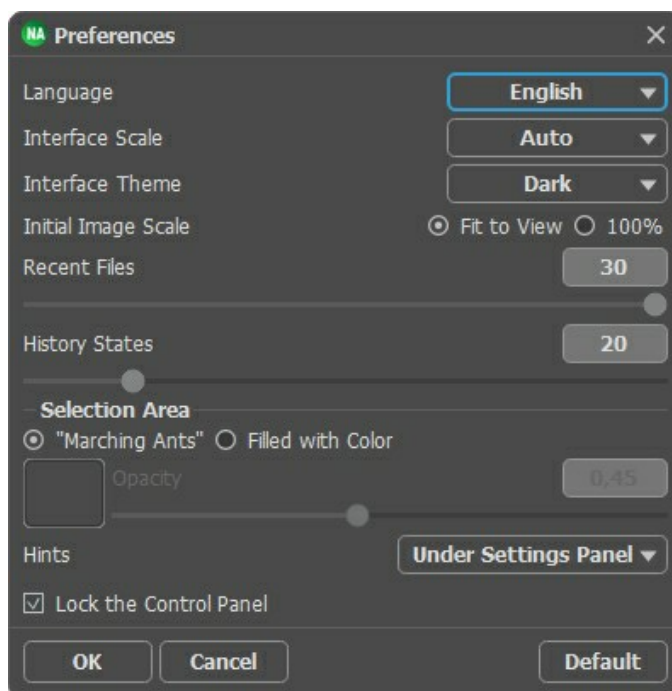 NA Preferences
Language English
Interface Scale Auto
Interface Theme Dark
Initial Image Scale Fit to View 100%
Recent Files 30
History States 20
Selection Area
"Marching Ants" Filled with Color
Opacity 0,45
Hints Under Settings Panel
Lock the Control Panel
OK Cancel Default